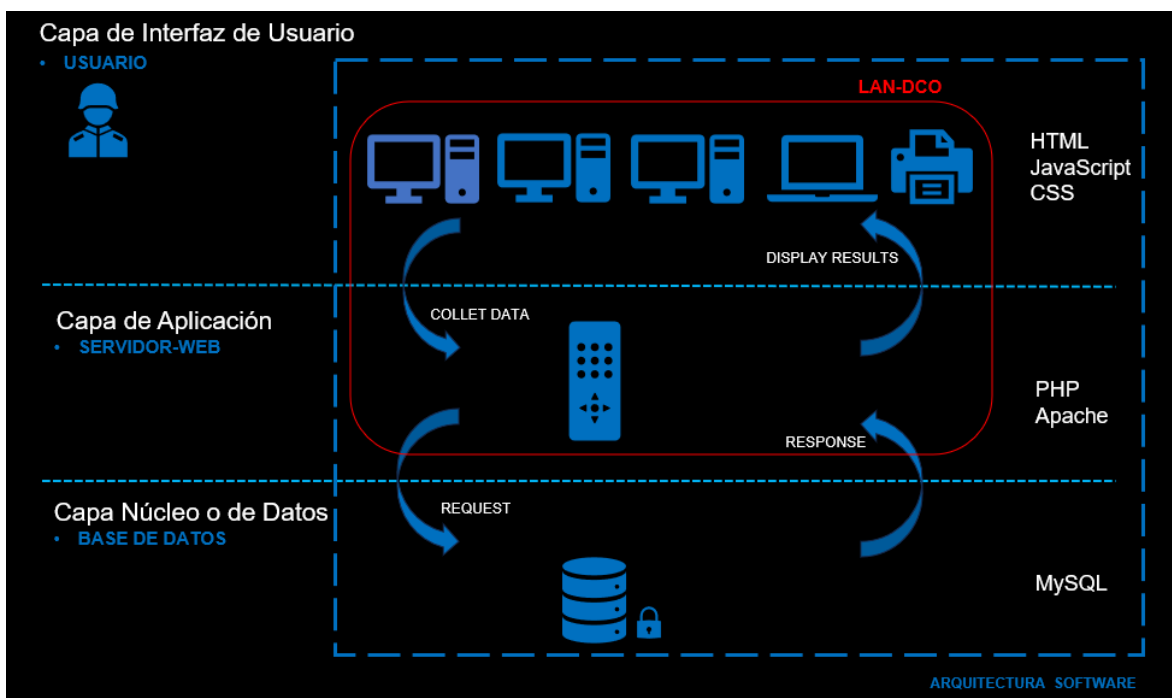 Capa de Interfaz de Usuario
• USUARIO
LAN-DCO
HTML
JavaScript
CSS
DISPLAY RESULTS
COLLET DATA
Capa de Aplicación
• SERVIDOR-WEB
PHP
Apache
RESPONSE
REQUEST
Capa Núcleo o de Datos
• BASE DE DATOS
MySQL
ARQUITECTURA SOFTWARE